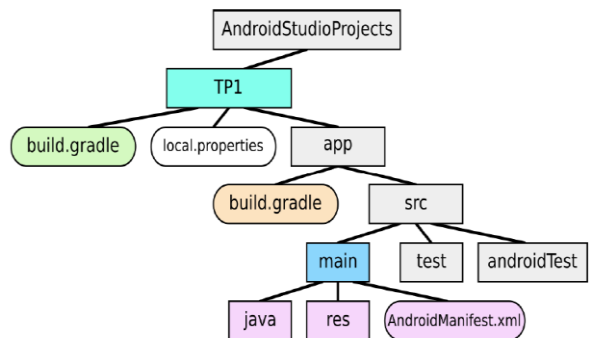 AndroidStudioProjects
TP1
build.gradle
local.properties
app
build.gradle
src
main
test
androidTest
java
res
AndroidManifest.xml